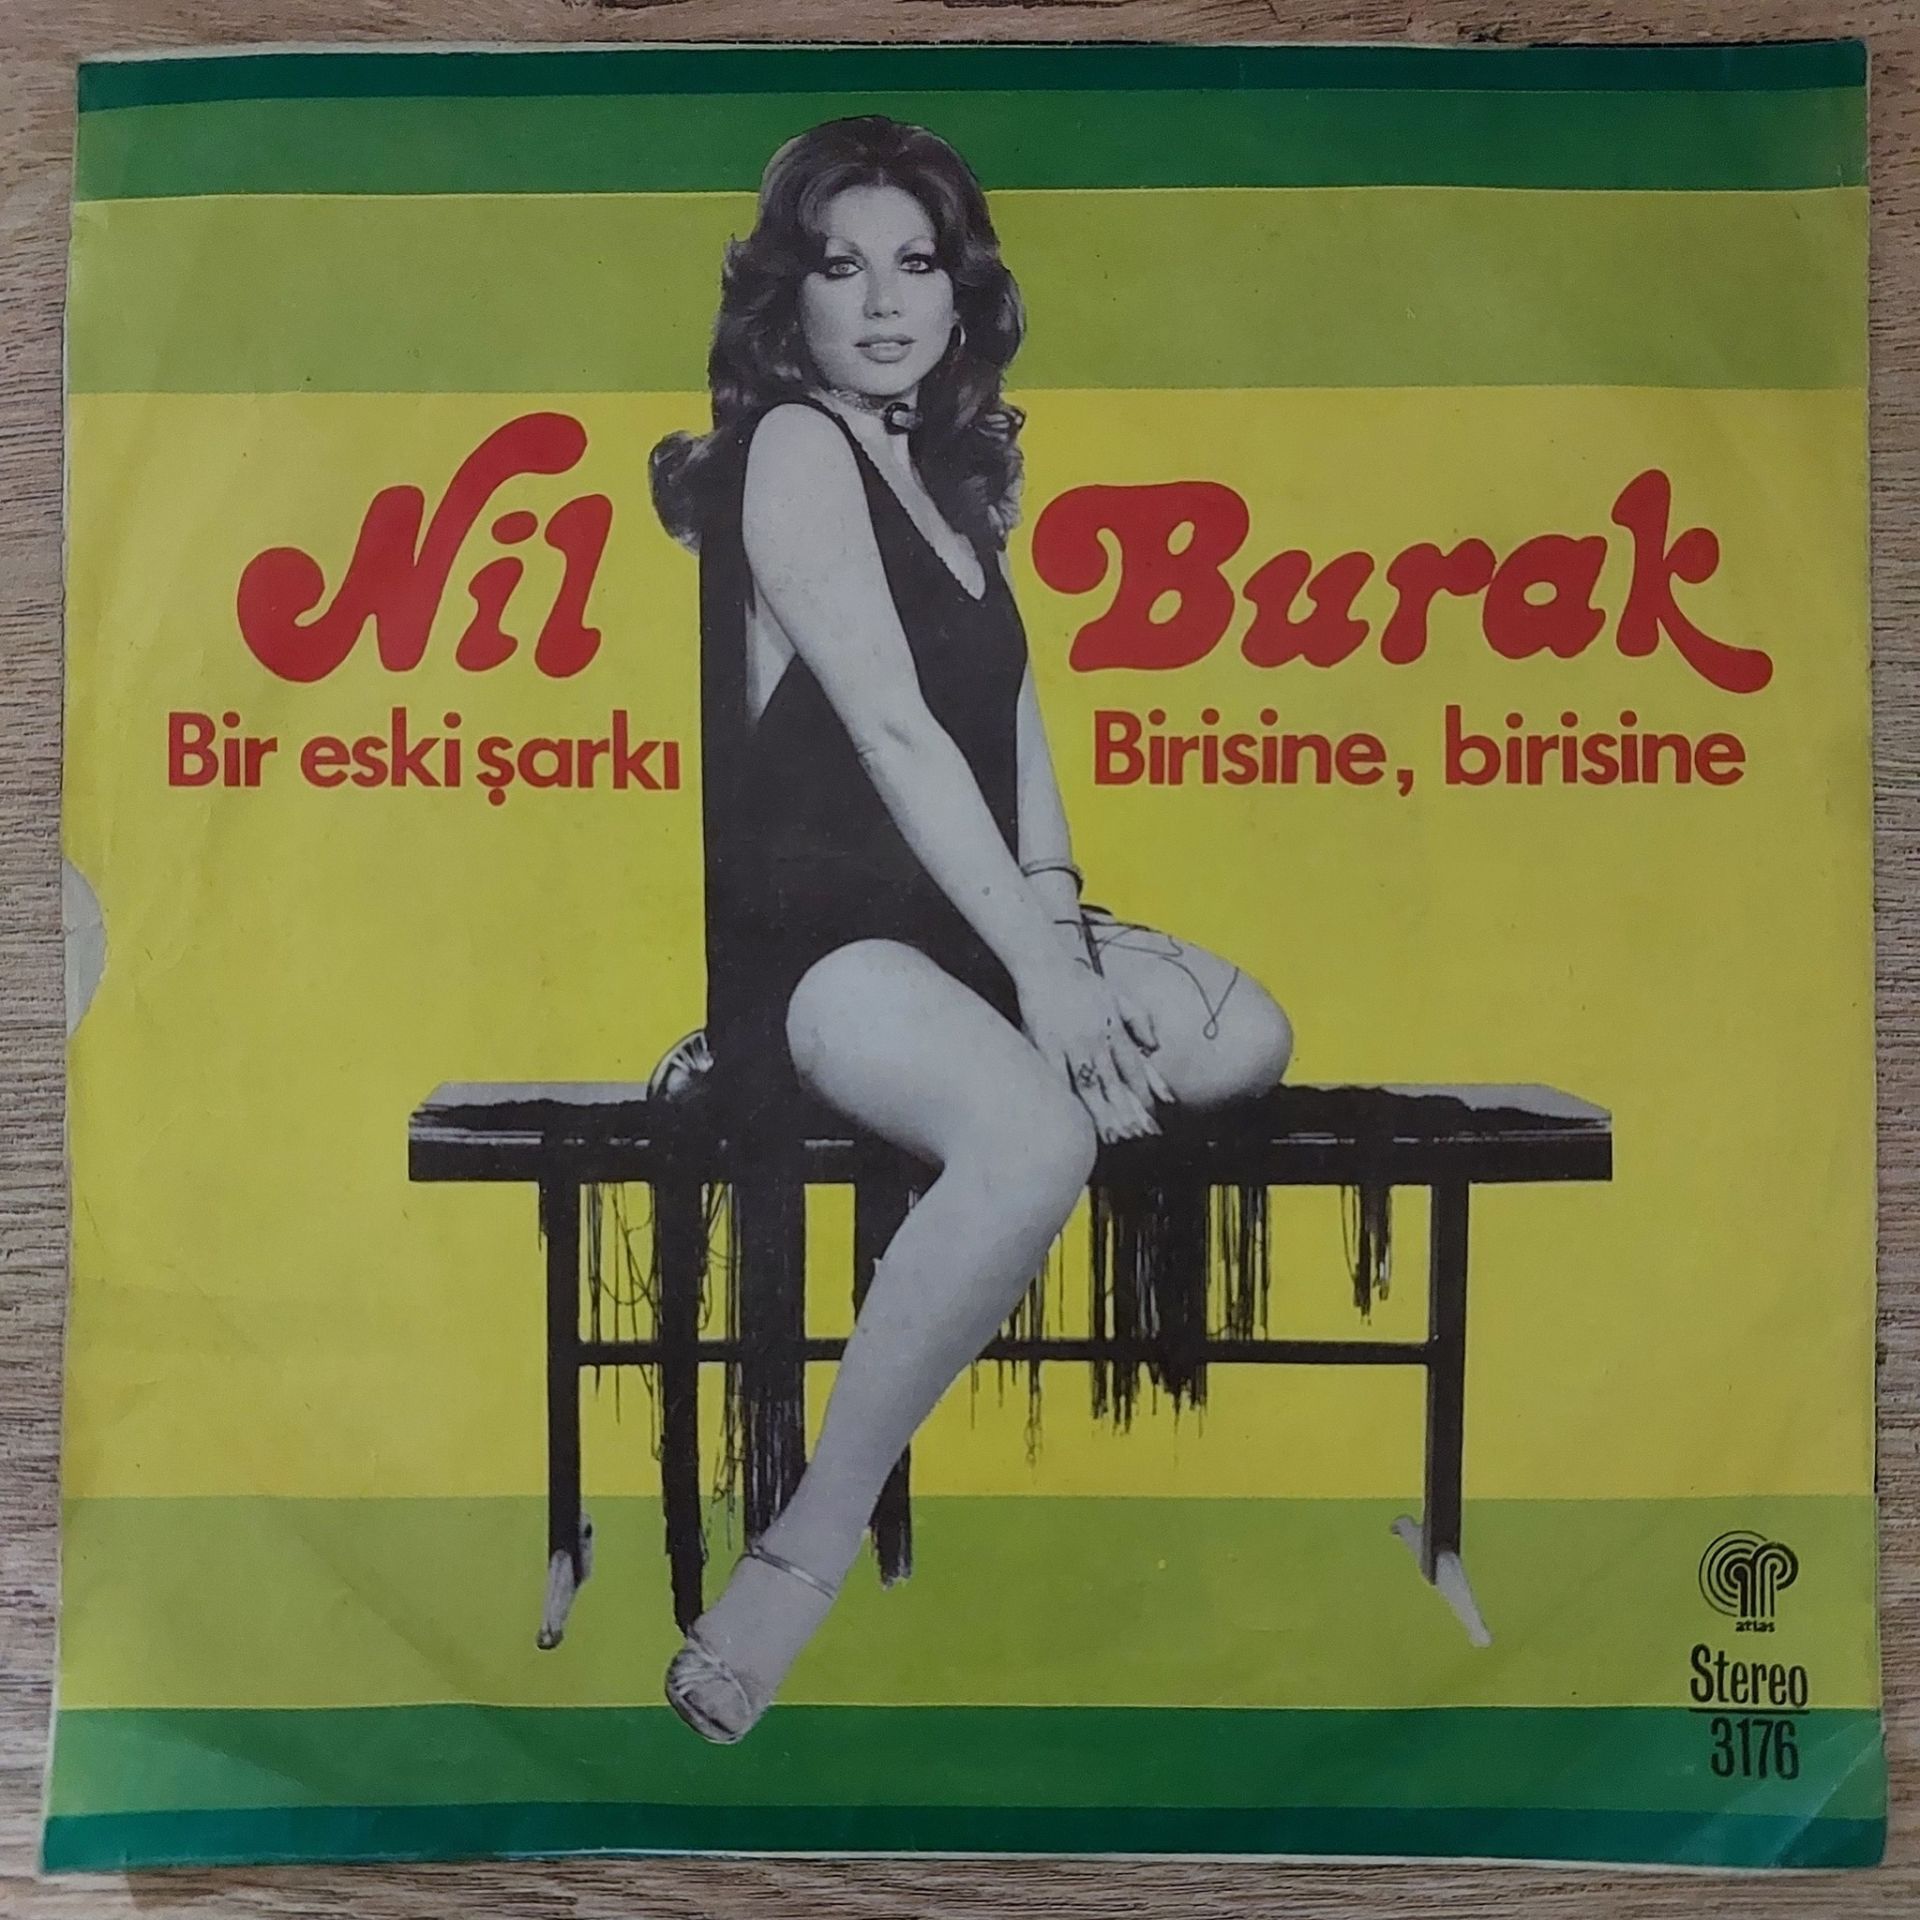 Nil Burak
Bir eski şarkı
Birisine, birisine
atlas
Stereo
3176